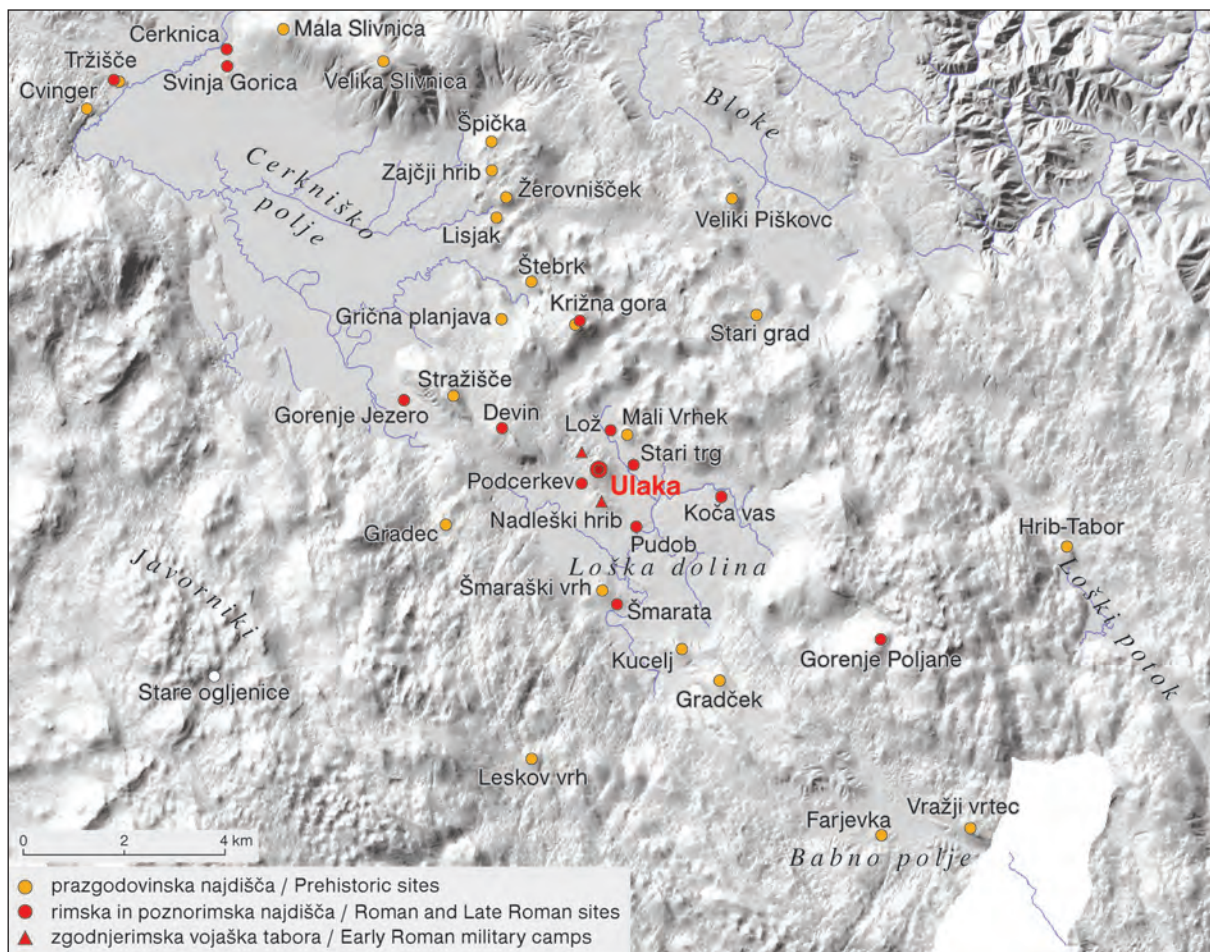 Cerknica
Mala Slivnica
Tržišče
Svinja Gorica
Velika Slivnica
Cvinger
Bloke
Špička
Cerkniško
polje
Zajčji hrib
Žerovnišček
Veliki Piškovc
Lisjak
Štebrk
Križna gora
Grična planjava
Stari grad
Stražišče
Gorenje Jezero
Devin
Lož
Mali Vrhek
Stari trg
Podcerkev
Ulaka
Koča vas
Nadleški hrib
Gradec
Pudob
Hrib-Tabor
Javorniki
Loška dolina
Loški potok
Šmaraški vrh
Šmarata
Kucelj
Gorenje Poljane
Stare ogljenice
Gradček
Leskov vrh
Farjevka
Vražji vrtec
Babno polje
0 2 4 km
prazgodovinska najdišča / Prehistoric sites
rimska in poznorimska najdišča / Roman and Late Roman sites
zgodnjerimska vojaška tabora / Early Roman military camps